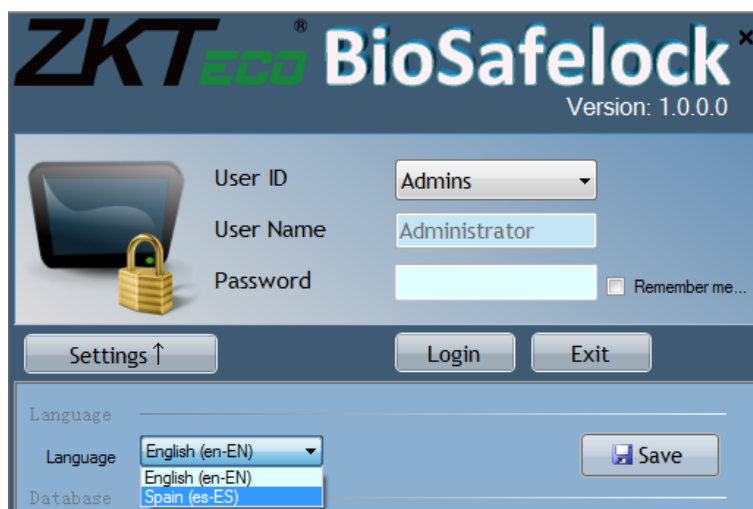 ZKTeco ® BioSafelock
Version: 1.0.0.0
User ID Admins
User Name Administrator
Password Remember me...
Settings ↑ Login Exit
Language
Language English (en-EN) Save
English (en-EN)
Spain (es-ES)
Database